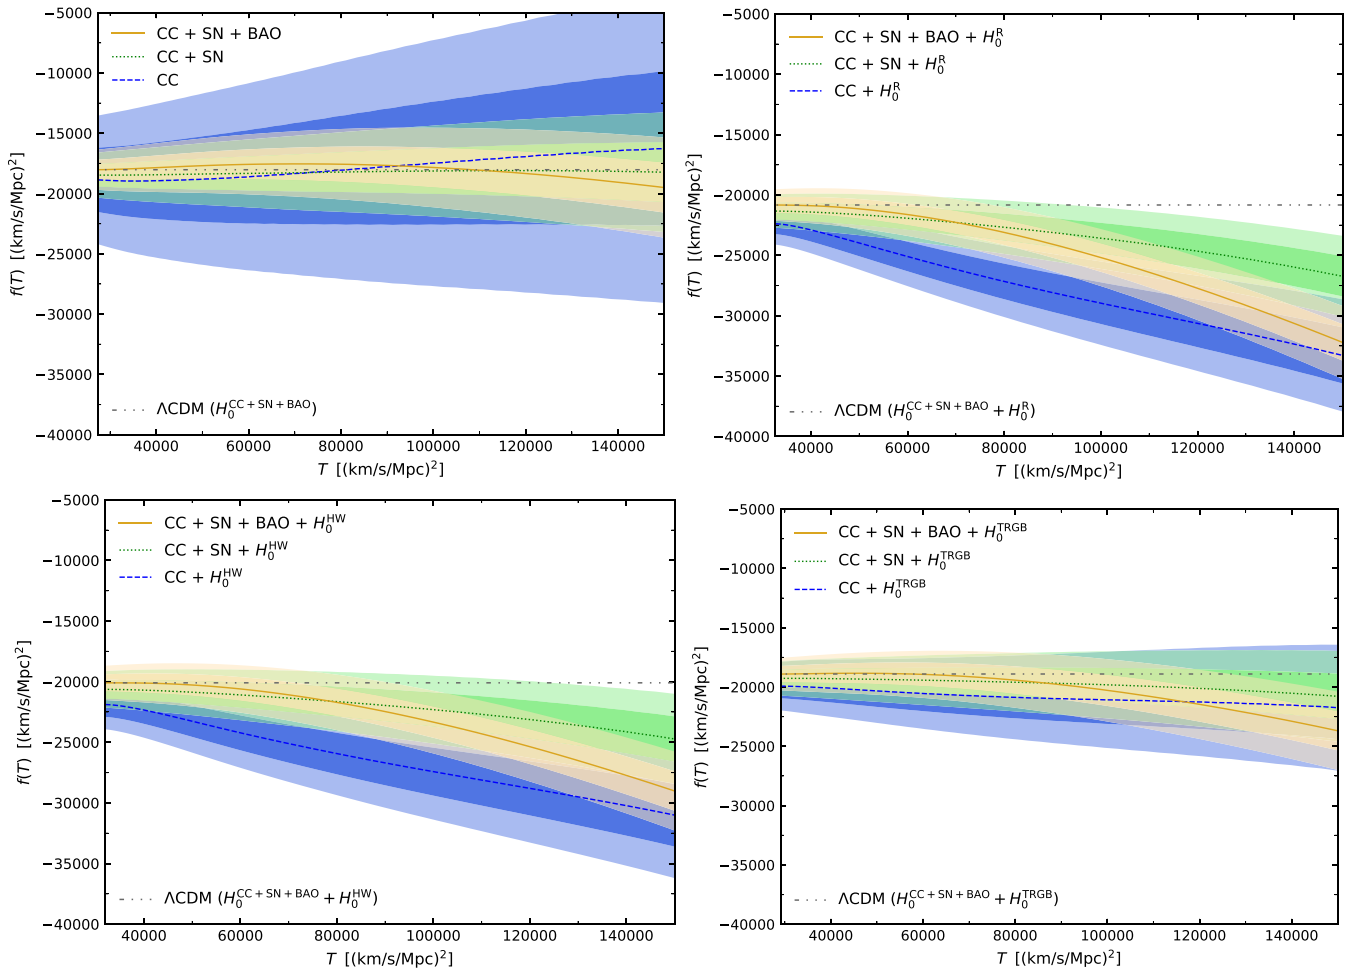 −5000
−10000
−15000
−20000
−25000
−30000
−35000
−40000
f(T) [(km/s/Mpc)²]
CC + SN + BAO
CC + SN
CC
ΛCDM (H₀^{CC+SN+BAO})
40000 60000 80000 100000 120000 140000
T [(km/s/Mpc)²]
−5000
−10000
−15000
−20000
−25000
−30000
−35000
−40000
f(T) [(km/s/Mpc)²]
CC + SN + BAO + H₀^{R}
CC + SN + H₀^{R}
CC + H₀^{R}
ΛCDM (H₀^{CC+SN+BAO} + H₀^{R})
40000 60000 80000 100000 120000 140000
T [(km/s/Mpc)²]
−5000
−10000
−15000
−20000
−25000
−30000
−35000
−40000
f(T) [(km/s/Mpc)²]
CC + SN + BAO + H₀^{HW}
CC + SN + H₀^{HW}
CC + H₀^{HW}
ΛCDM (H₀^{CC+SN+BAO} + H₀^{HW})
40000 60000 80000 100000 120000 140000
T [(km/s/Mpc)²]
−5000
−10000
−15000
−20000
−25000
−30000
−35000
−40000
f(T) [(km/s/Mpc)²]
CC + SN + BAO + H₀^{TRGB}
CC + SN + H₀^{TRGB}
CC + H₀^{TRGB}
ΛCDM (H₀^{CC+SN+BAO} + H₀^{TRGB})
40000 60000 80000 100000 120000 140000
T [(km/s/Mpc)²]